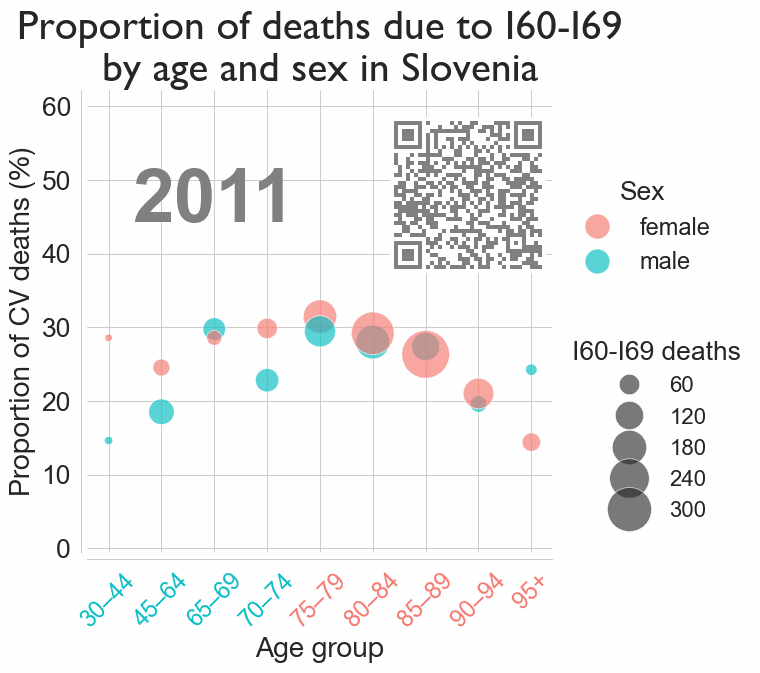 Proportion of deaths due to I60-I69
by age and sex in Slovenia
Proportion of CV deaths (%)
60
50
40
30
20
10
0
2011
30–44
45–64
65–69
70–74
75–79
80–84
85–89
90–94
95+
Age group
Sex
female
male
I60-I69 deaths
60
120
180
240
300